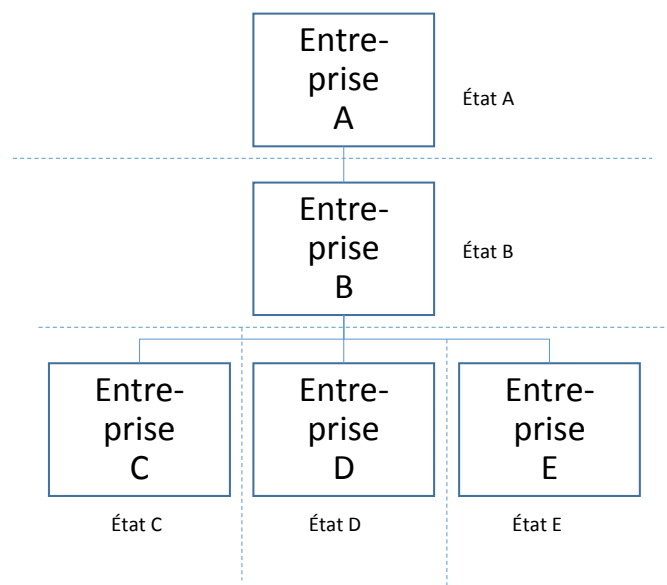 Entre-
prise
A
État A
Entre-
prise
B
État B
Entre-
prise
C
Entre-
prise
D
Entre-
prise
E
État C
État D
État E